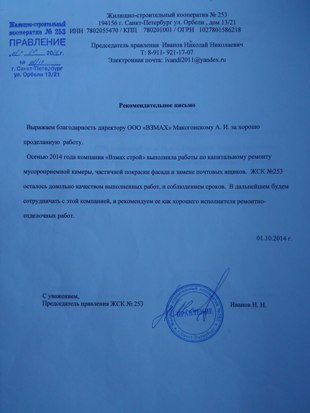 Жилищно-строительный кооператив № 253
194156 г. Санкт-Петербург ул. Орбели , дом 13/21
ИНН 7802055470 / КПП 780201001 / ОГРН 1027801586218
Председатель правления Иванов Николай Николаевич
Т: 8-911- 921-17-07
Электронная почта: ivandi2011@yandex.ru
Жилищно-строительный
кооператив № 253
ПРАВЛЕНИЕ
г. Санкт-Петербург
ул. Орбели 13/21
Рекомендательное письмо
Выражаем благодарность директору ООО «ВЗМАХ» Макогонскому А. И. за хорошо
проделанную работу.
Осенью 2014 года компания «Взмах строй» выполнила работы по капитальному ремонту
мусороприемной камеры, частичной покраски фасада и замене почтовых ящиков. ЖСК №253
осталось довольно качеством выполненных работ, и соблюдением сроков. В дальнейшем будем
сотрудничать с этой компанией, и рекомендуем ее как хорошего исполнителя ремонтно-
отделочных работ.
01.10.2014 г.
С уважением,
Председатель правления ЖСК № 253
Иванов Н. Н.
ПРАВЛЕНИЕ